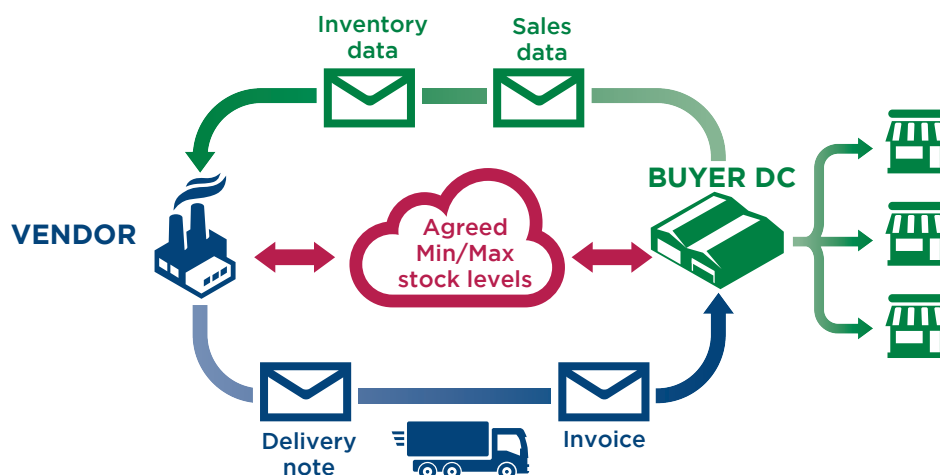 Inventory
data
Sales
data
BUYER DC
VENDOR
Agreed
Min/Max
stock levels
Delivery
note
Invoice